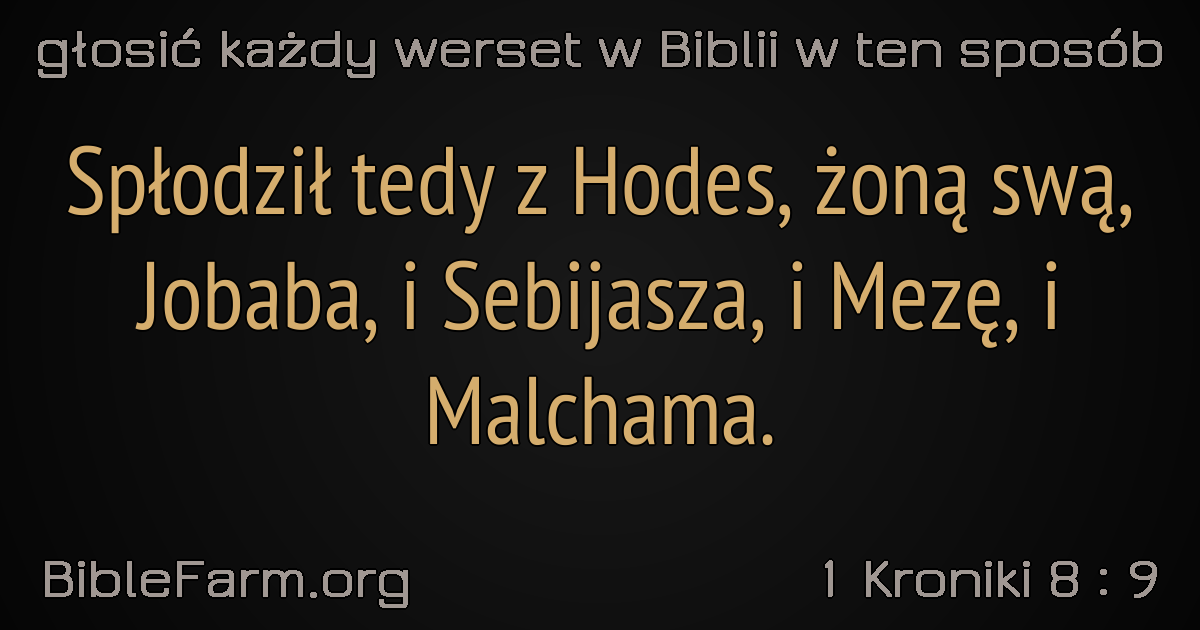 głosić każdy werset w Biblii w ten sposób
Spłodził tedy z Hodes, żoną swą,
Jobaba, i Sebijasza, i Mezę, i
Malchama.
BibleFarm.org
1 Kroniki 8 : 9